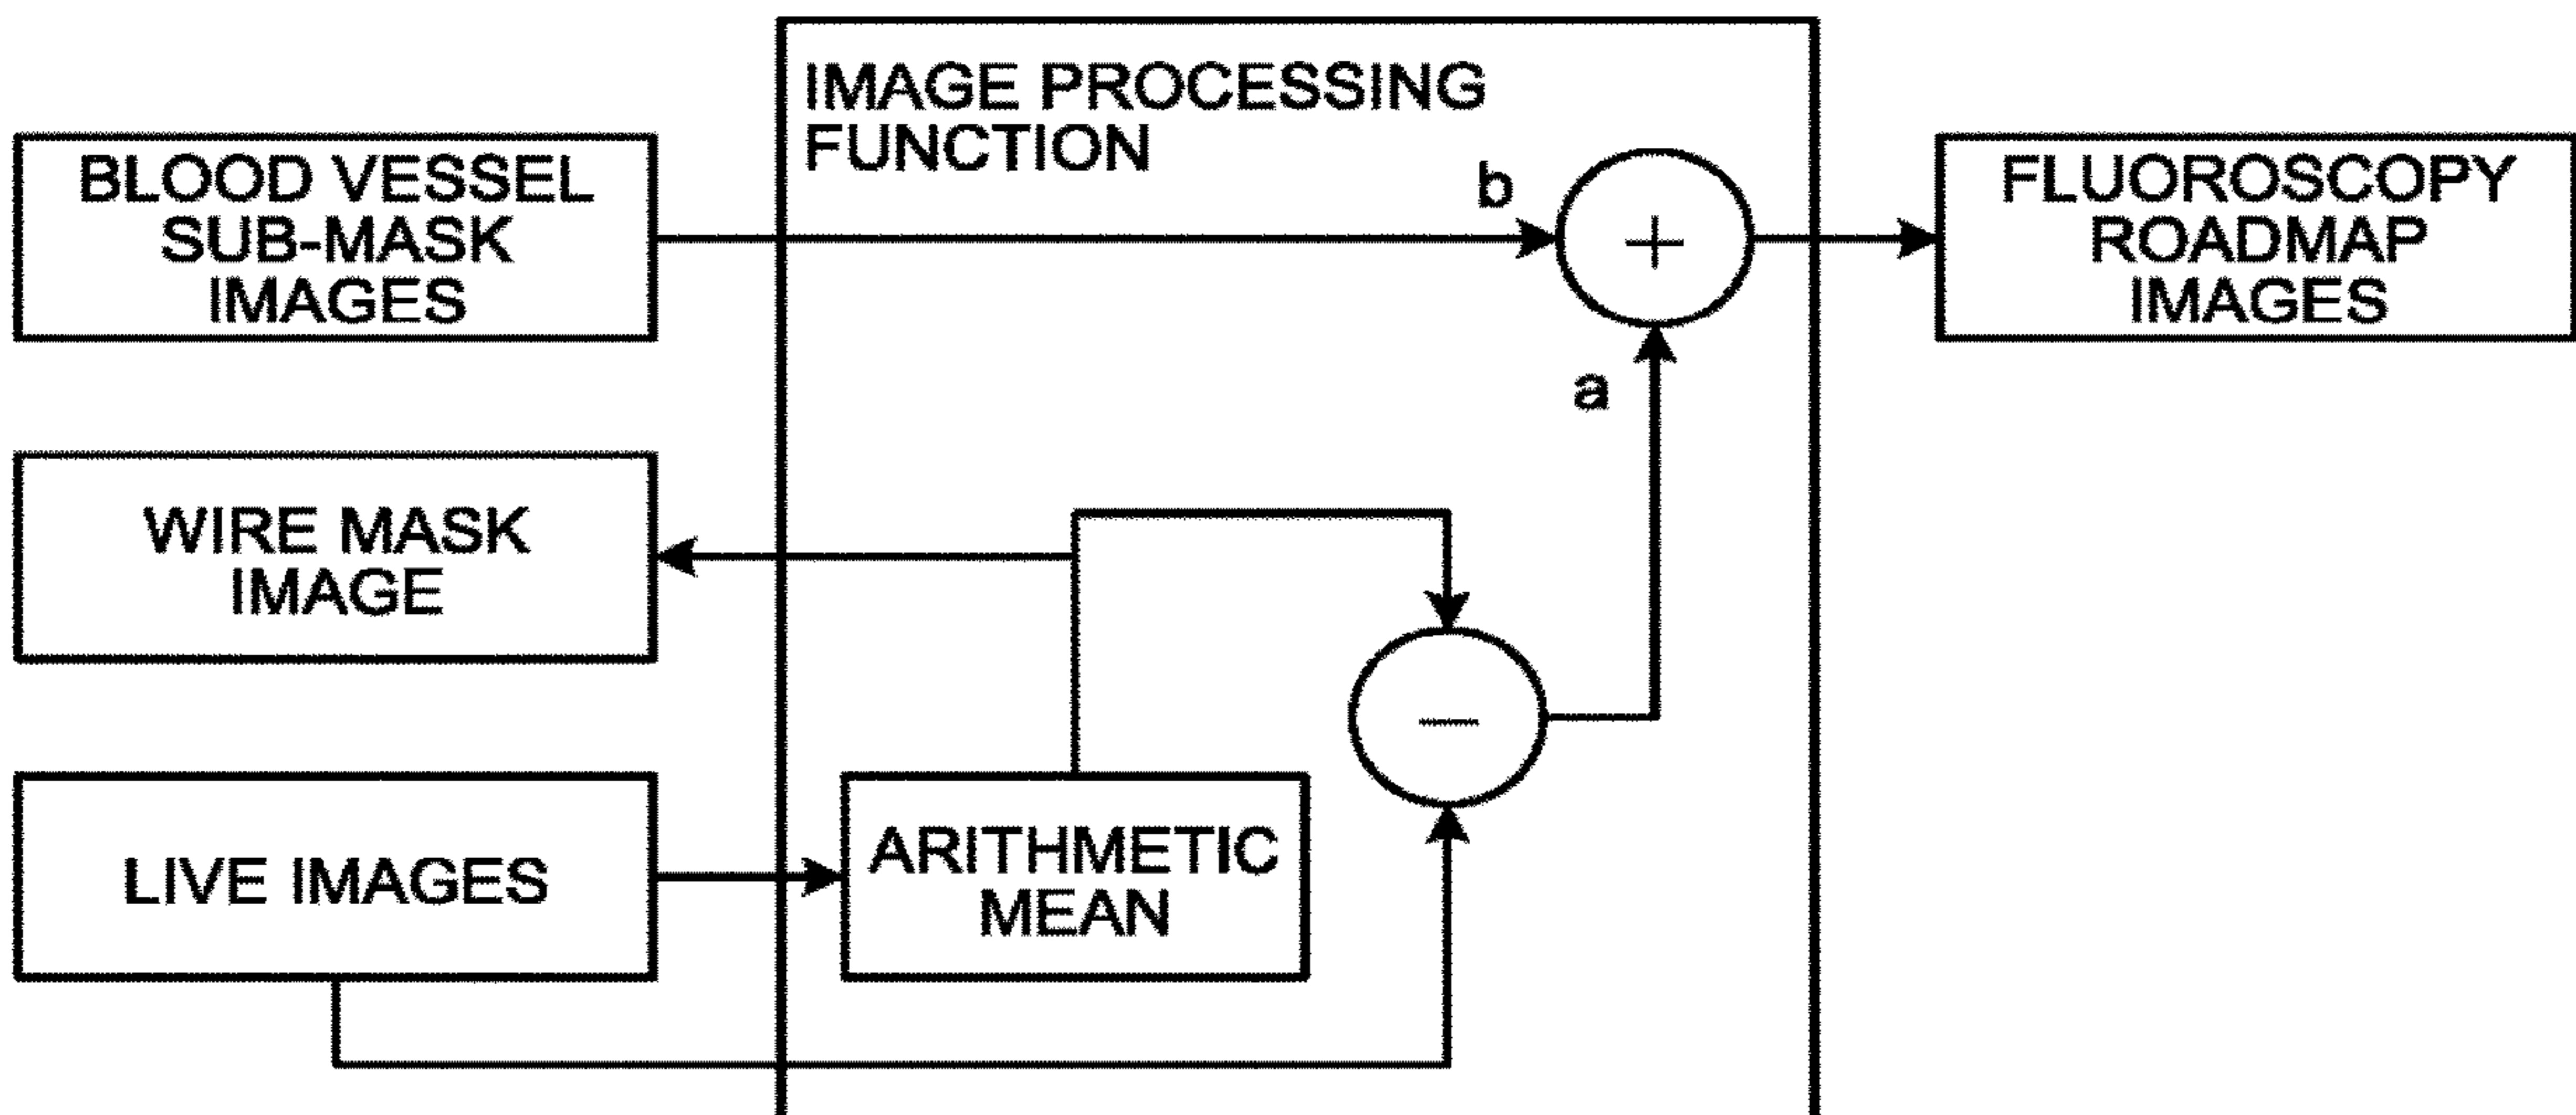 IMAGE PROCESSING
FUNCTION
BLOOD VESSEL
SUB-MASK
IMAGES
b
+
FLUOROSCOPY
ROADMAP
IMAGES
a
WIRE MASK
IMAGE
−
LIVE IMAGES
ARITHMETIC
MEAN